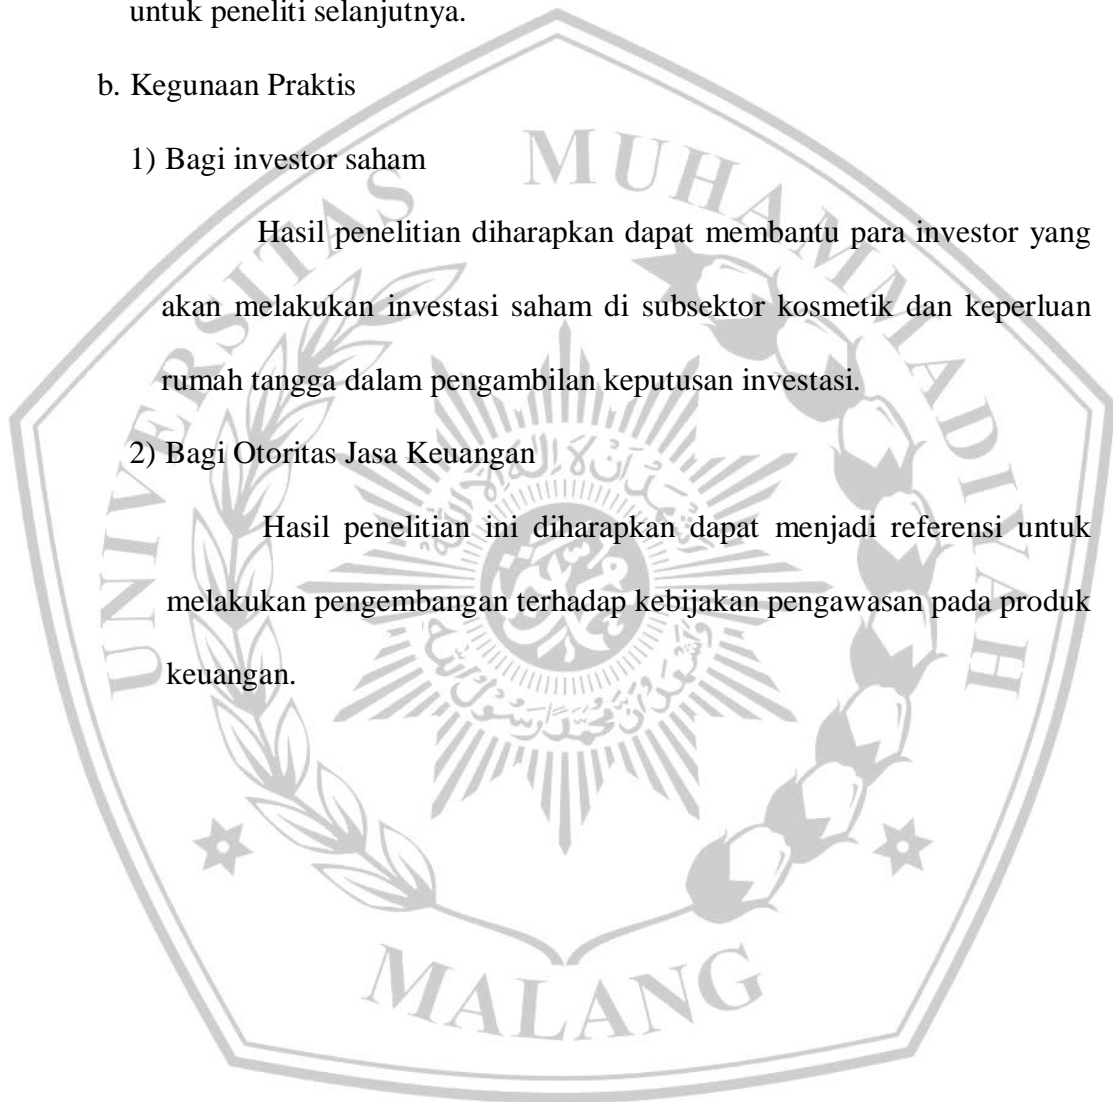 untuk peneliti selanjutnya.
b. Kegunaan Praktis
1) Bagi investor saham
Hasil penelitian diharapkan dapat membantu para investor yang
akan melakukan investasi saham di subsektor kosmetik dan keperluan
rumah tangga dalam pengambilan keputusan investasi.
2) Bagi Otoritas Jasa Keuangan
Hasil penelitian ini diharapkan dapat menjadi referensi untuk
melakukan pengembangan terhadap kebijakan pengawasan pada produk
keuangan.
UNIVERSITAS MUHAMMADIYAH
MALANG